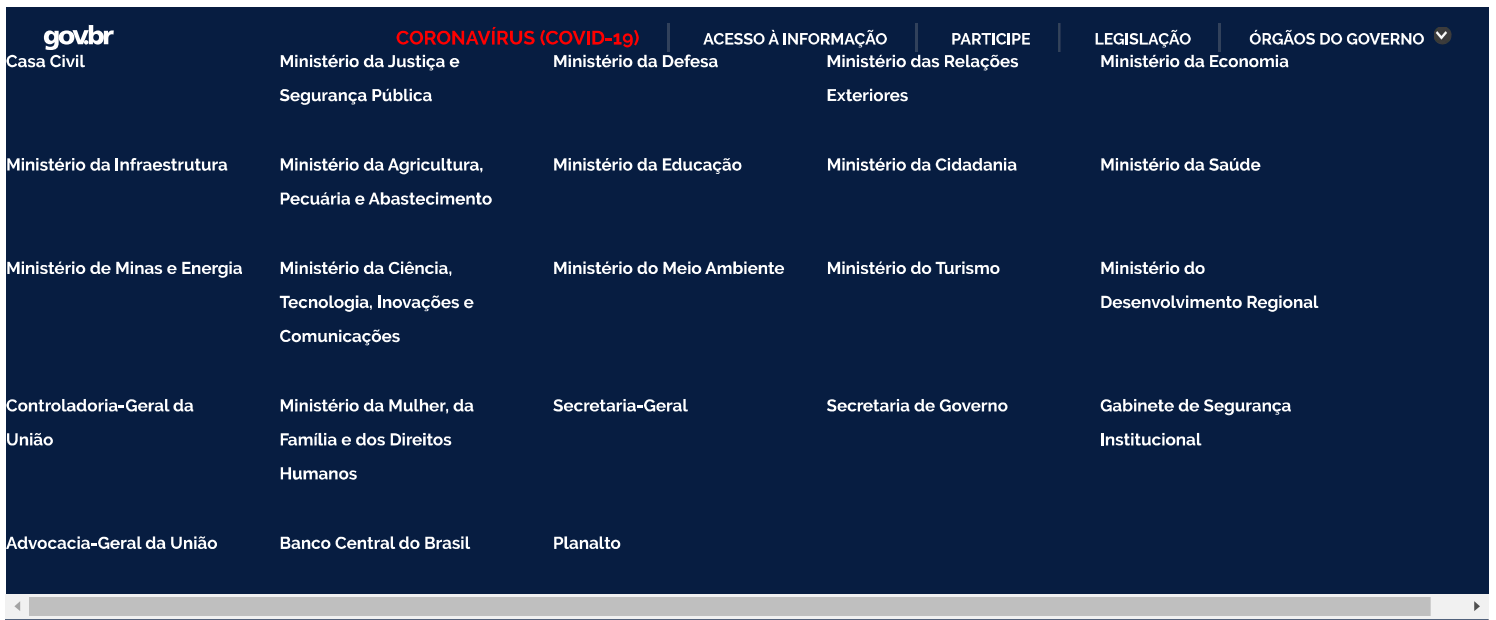 gov.br
CORONAVÍRUS (COVID-19)
ACESSO À INFORMAÇÃO
PARTICIPE
LEGISLAÇÃO
ÓRGÃOS DO GOVERNO
Casa Civil
Ministério da Justiça e
Segurança Pública
Ministério da Defesa
Ministério das Relações
Exteriores
Ministério da Economia
Ministério da Infraestrutura
Ministério da Agricultura,
Pecuária e Abastecimento
Ministério da Educação
Ministério da Cidadania
Ministério da Saúde
Ministério de Minas e Energia
Ministério da Ciência,
Tecnologia, Inovações e
Comunicações
Ministério do Meio Ambiente
Ministério do Turismo
Ministério do
Desenvolvimento Regional
Controladoria-Geral da
União
Ministério da Mulher, da
Família e dos Direitos
Humanos
Secretaria-Geral
Secretaria de Governo
Gabinete de Segurança
Institucional
Advocacia-Geral da União
Banco Central do Brasil
Planalto